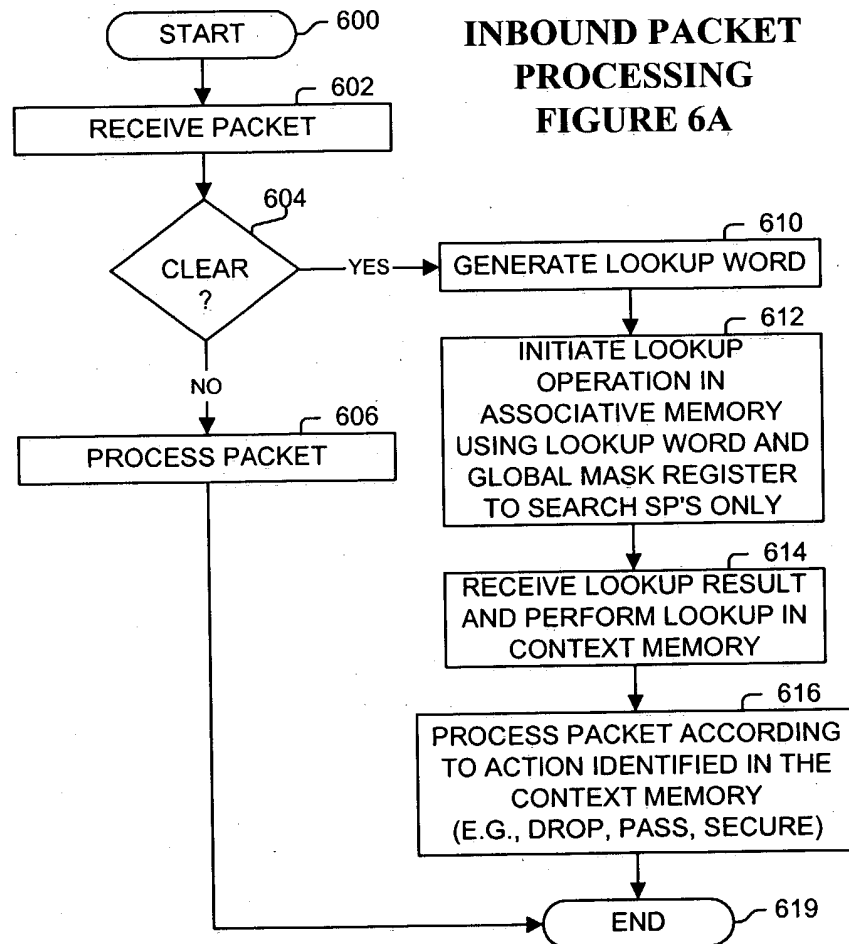 START
600
INBOUND PACKET
PROCESSING
FIGURE 6A
602
RECEIVE PACKET
604
CLEAR
?
YES
610
GENERATE LOOKUP WORD
612
INITIATE LOOKUP
OPERATION IN
ASSOCIATIVE MEMORY
USING LOOKUP WORD AND
GLOBAL MASK REGISTER
TO SEARCH SP'S ONLY
NO
606
PROCESS PACKET
614
RECEIVE LOOKUP RESULT
AND PERFORM LOOKUP IN
CONTEXT MEMORY
616
PROCESS PACKET ACCORDING
TO ACTION IDENTIFIED IN THE
CONTEXT MEMORY
(E.G., DROP, PASS, SECURE)
END
619